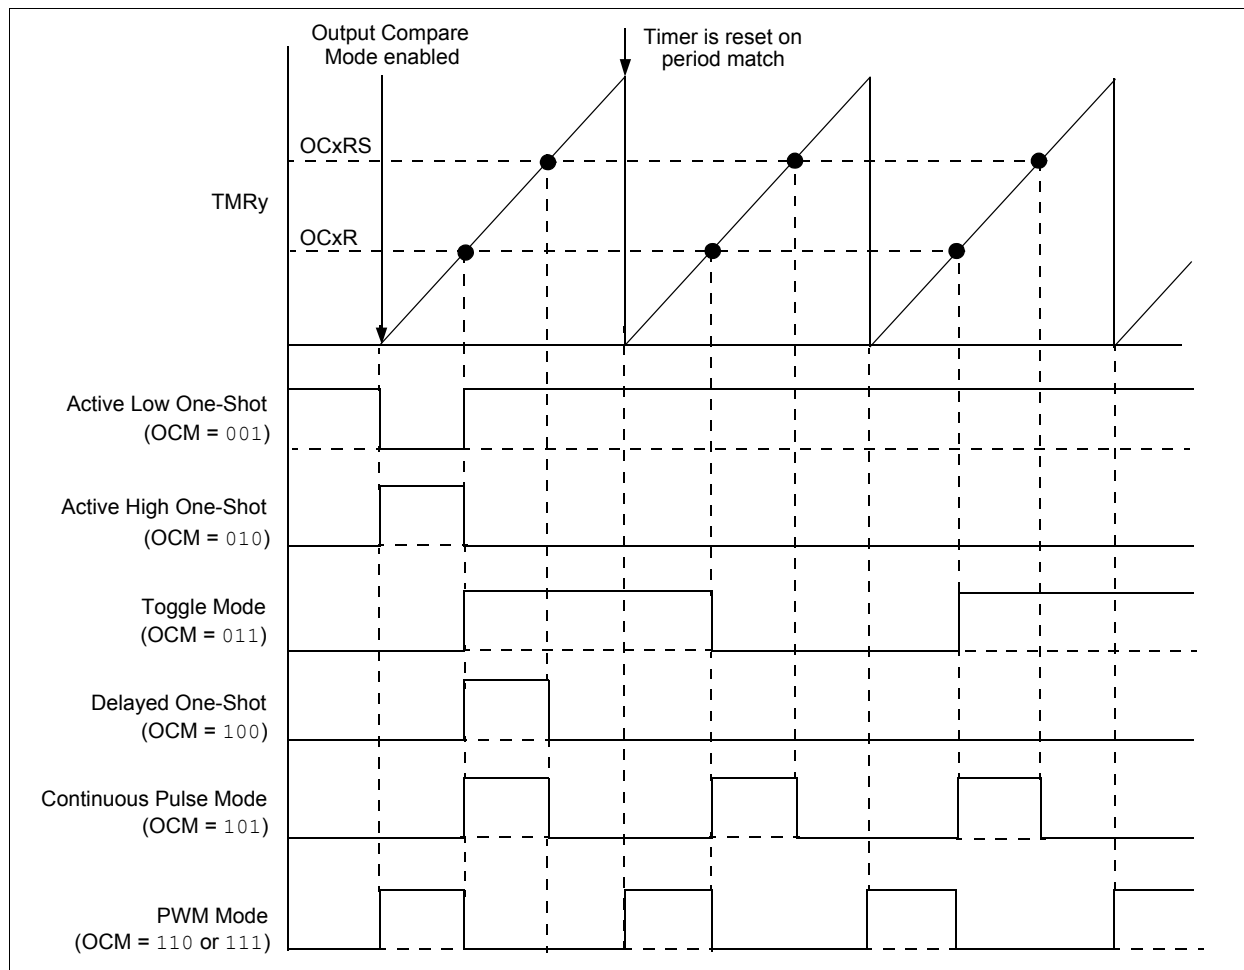 Output Compare
Mode enabled
Timer is reset on
period match
OCxRS
TMRy
OCxR
Active Low One-Shot
(OCM = 001)
Active High One-Shot
(OCM = 010)
Toggle Mode
(OCM = 011)
Delayed One-Shot
(OCM = 100)
Continuous Pulse Mode
(OCM = 101)
PWM Mode
(OCM = 110 or 111)